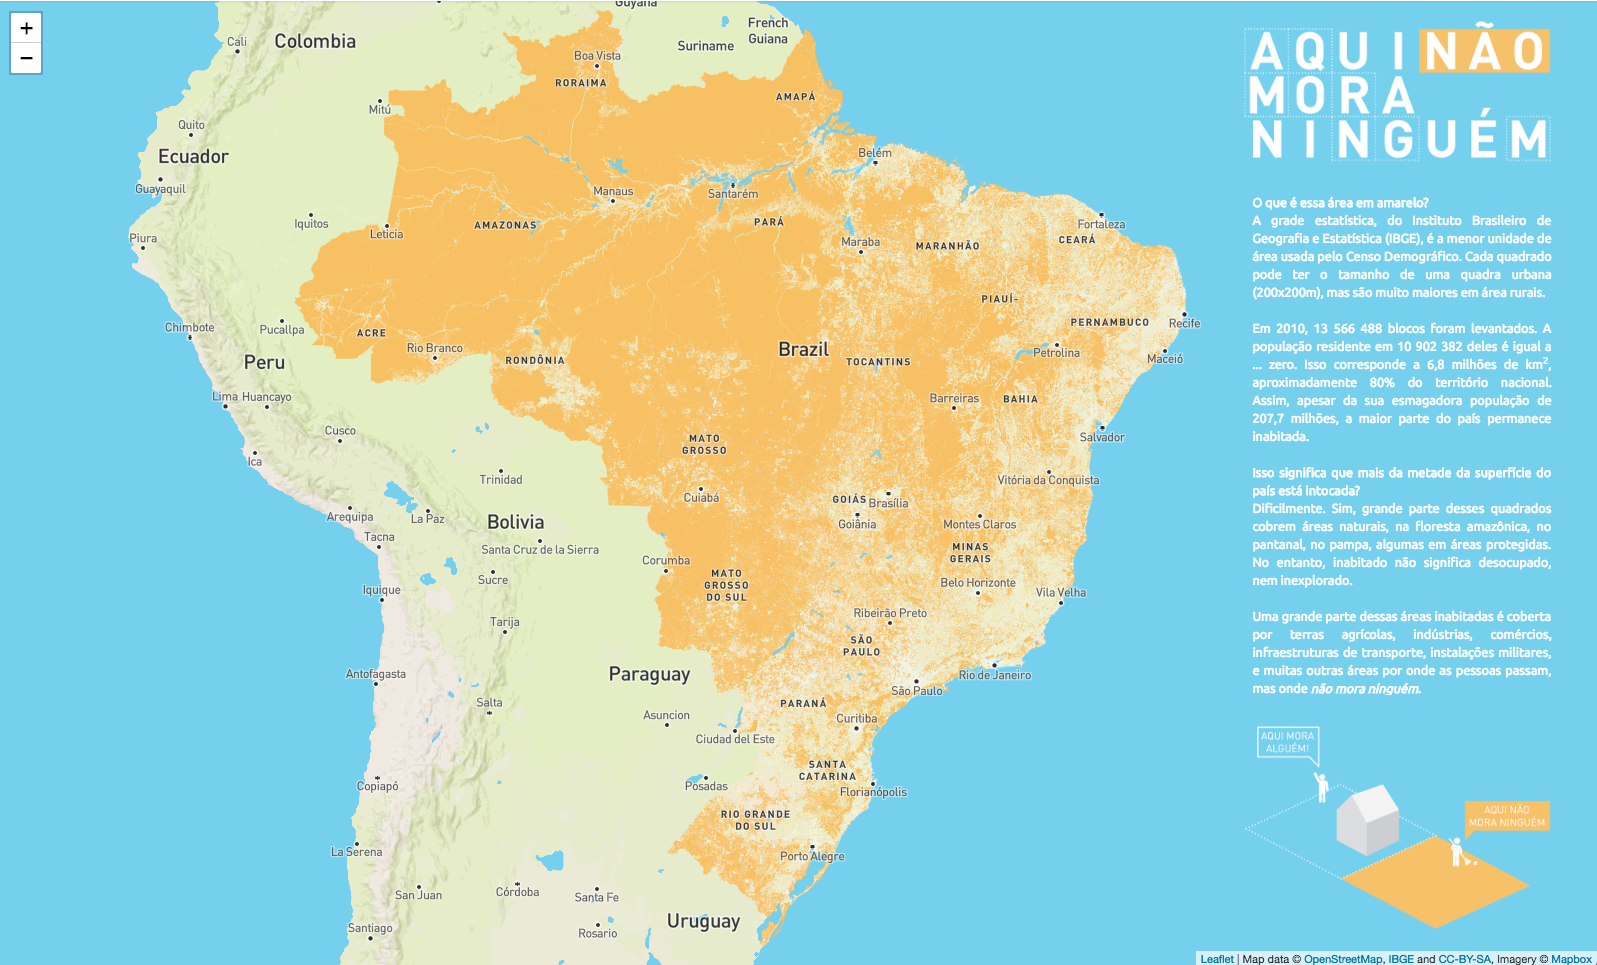 +
−
Guyana
French
Guiana
Suriname
Colombia
Cali
Boa Vista
RORAIMA
AMAPÁ
Mitú
Quito
Ecuador
Guayaquil
Belém
Manaus
Santarém
Iquitos
Leticia
AMAZONAS
PARÁ
Piura
Maraba
MARANHÃO
Fortaleza
CEARÁ
PIAUÍ-
Chimbote
Pucallpa
ACRE
Rio Branco
RONDÔNIA
Brazil
TOCANTINS
PERNAMBUCO
Recife
Petrolina
Maceió
Peru
Lima
Huancayo
Barreiras
BAHIA
Cusco
MATO
GROSSO
Salvador
Ica
Trinidad
Cuiabá
GOIÁS
Brasília
Vitória da Conquista
Arequipa
La Paz
Bolivia
Goiânia
Montes Claros
Tacna
Santa Cruz de la Sierra
Corumba
MINAS
GERAIS
Sucre
MATO
GROSSO
DO SUL
Belo Horizonte
Iquique
Vila Velha
Ribeirão Preto
Tarija
SÃO
PAULO
Antofagasta
Paraguay
Rio de Janeiro
São Paulo
Salta
Asuncion
PARANÁ
Curitiba
Ciudad del Este
SANTA
CATARINA
Copiapó
Posadas
Florianópolis
RIO GRANDE
DO SUL
La Serena
Porto Alegre
San Juan
Córdoba
Santa Fe
Uruguay
Santiago
Rosario
AQUI NÃO
MORA
NINGUÉM
O que é essa área em amarelo?
A grade estatística, do Instituto Brasileiro de
Geografia e Estatística (IBGE), é a menor unidade de
área usada pelo Censo Demográfico. Cada quadrado
pode ter o tamanho de uma quadra urbana
(200x200m), mas são muito maiores em área rurais.
Em 2010, 13 566 488 blocos foram levantados. A
população residente em 10 902 382 deles é igual a
... zero. Isso corresponde a 6,8 milhões de km²,
aproximadamente 80% do território nacional.
Assim, apesar da sua esmagadora população de
207,7 milhões, a maior parte do país permanece
inabitada.
Isso significa que mais da metade da superfície do
país está intocada?
Dificilmente. Sim, grande parte desses quadrados
cobrem áreas naturais, na floresta amazônica, no
pantanal, no pampa, algumas em áreas protegidas.
No entanto, inabitado não significa desocupado,
nem inexplorado.
Uma grande parte dessas áreas inabitadas é coberta
por terras agrícolas, indústrias, comércios,
infraestruturas de transporte, instalações militares,
e muitas outras áreas por onde as pessoas passam,
mas onde não mora ninguém.
AQUI MORA
ALGUÉM!
AQUI NÃO
MORA NINGUÉM
Leaflet | Map data © OpenStreetMap, IBGE and CC-BY-SA, Imagery © Mapbox